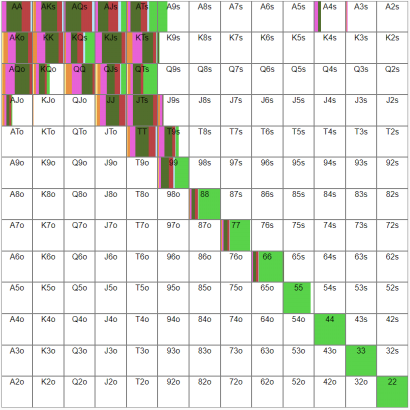 AA AKs AQs AJs ATs A9s A8s A7s A6s A5s A4s A3s A2s
AKo KK KQs KJs KTs K9s K8s K7s K6s K5s K4s K3s K2s
AQo KQo QQ QJs QTs Q9s Q8s Q7s Q6s Q5s Q4s Q3s Q2s
AJo KJo QJo JJ JTs J9s J8s J7s J6s J5s J4s J3s J2s
ATo KTo QTo JTo TT T9s T8s T7s T6s T5s T4s T3s T2s
A9o K9o Q9o J9o T9o 99 98s 97s 96s 95s 94s 93s 92s
A8o K8o Q8o J8o T8o 98o 88 87s 86s 85s 84s 83s 82s
A7o K7o Q7o J7o T7o 97o 87o 77 76s 75s 74s 73s 72s
A6o K6o Q6o J6o T6o 96o 86o 76o 66 65s 64s 63s 62s
A5o K5o Q5o J5o T5o 95o 85o 75o 65o 55 54s 53s 52s
A4o K4o Q4o J4o T4o 94o 84o 74o 64o 54o 44 43s 42s
A3o K3o Q3o J3o T3o 93o 83o 73o 63o 53o 43o 33 32s
A2o K2o Q2o J2o T2o 92o 82o 72o 62o 52o 42o 32o 22